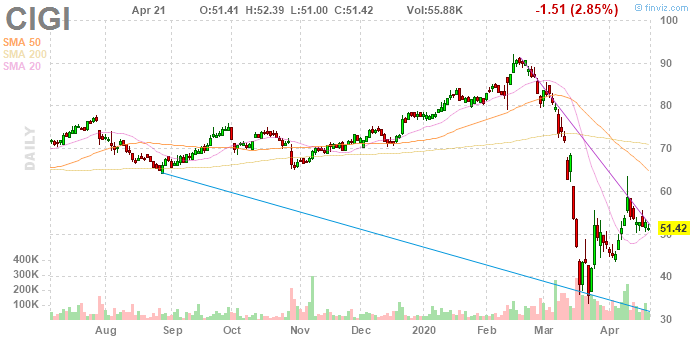 CIGI
Apr 21 O:51.41 H:52.39 L:51.00 C:51.42 Vol:55.88K -1.51 (2.85%)
© finviz.com
SMA 50
SMA 200
SMA 20
DAILY
100
90
80
70
60
51.42
50
40
30
400K
300K
200K
100K
Aug Sep Oct Nov Dec 2020 Feb Mar Apr